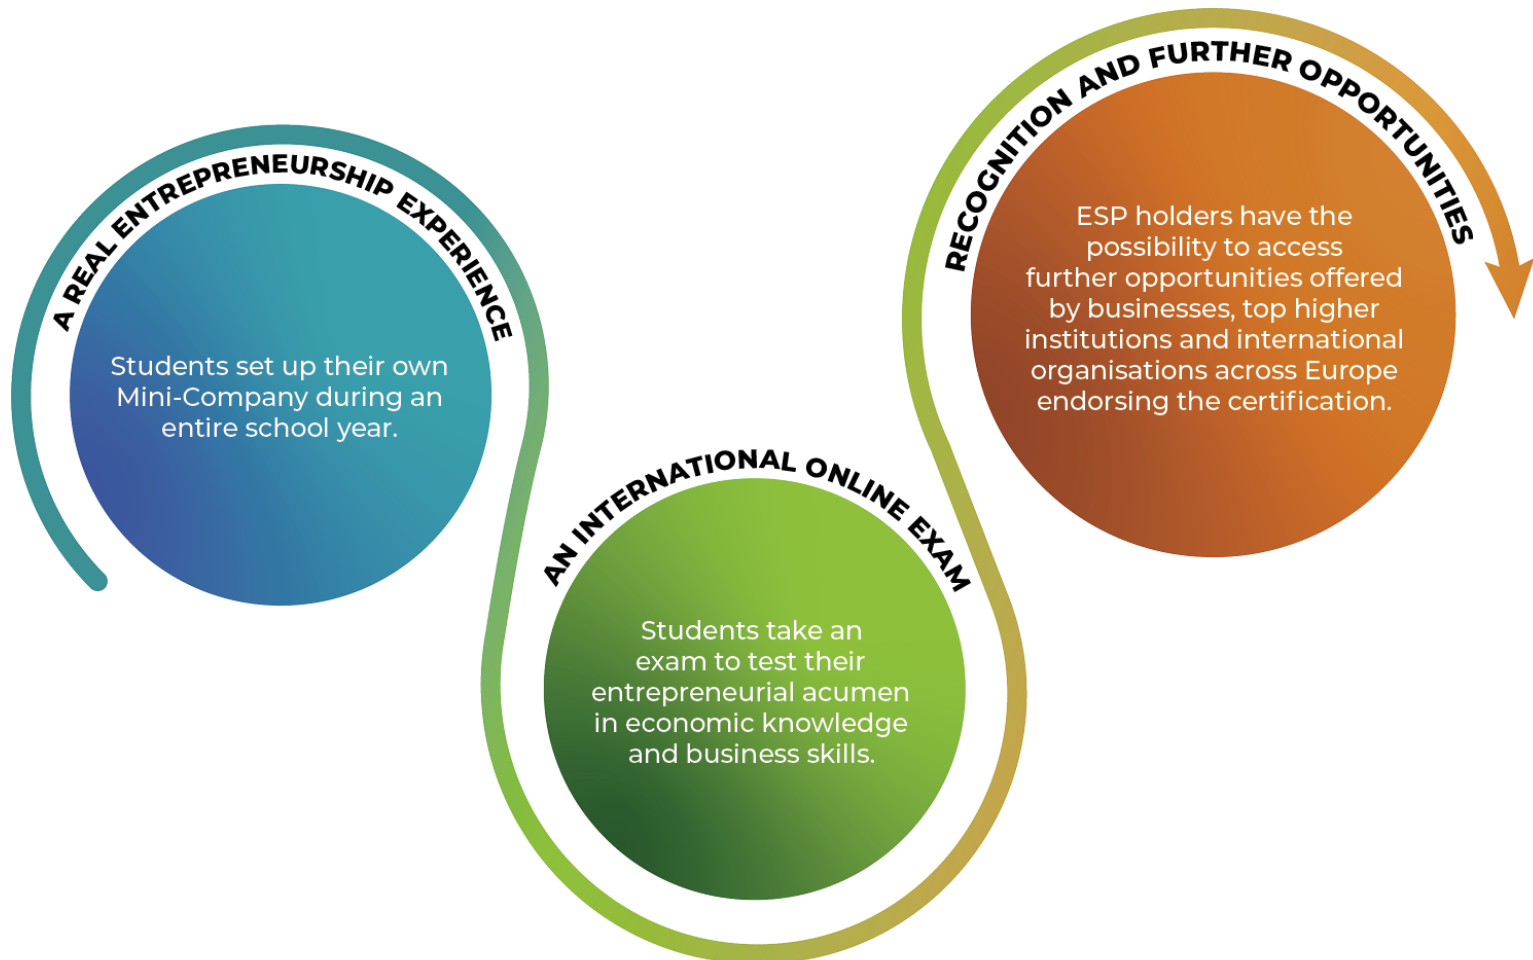 A REAL ENTREPRENEURSHIP EXPERIENCE
Students set up their own
Mini-Company during an
entire school year.
AN INTERNATIONAL ONLINE EXAM
Students take an
exam to test their
entrepreneurial acumen
in economic knowledge
and business skills.
RECOGNITION AND FURTHER OPPORTUNITIES
ESP holders have the
possibility to access
further opportunities offered
by businesses, top higher
institutions and international
organisations across Europe
endorsing the certification.